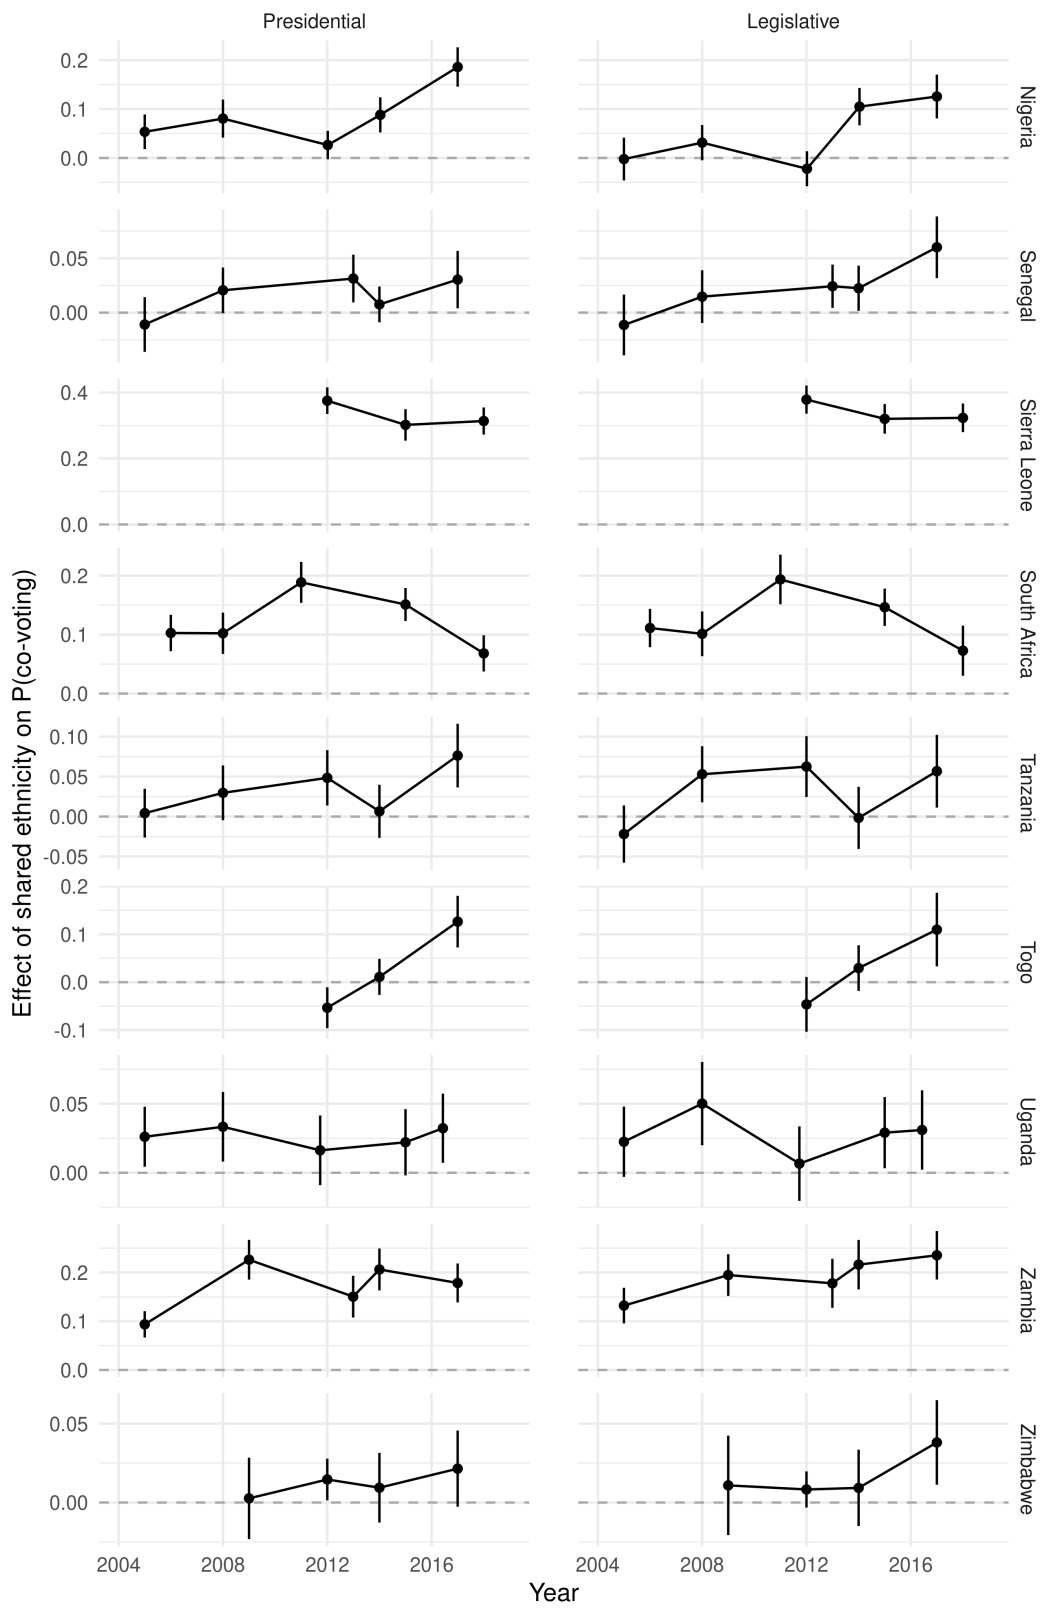 Presidential
Legislative
0.2
0.1
0.0
Nigeria
0.05
0.00
Senegal
0.4
0.2
0.0
Sierra Leone
0.2
0.1
0.0
South Africa
0.10
0.05
0.00
-0.05
Tanzania
0.2
0.1
0.0
-0.1
Togo
0.05
0.00
Uganda
0.2
0.1
0.0
Zambia
0.05
0.00
Zimbabwe
Effect of shared ethnicity on P(co-voting)
2004 2008 2012 2016
2004 2008 2012 2016
Year